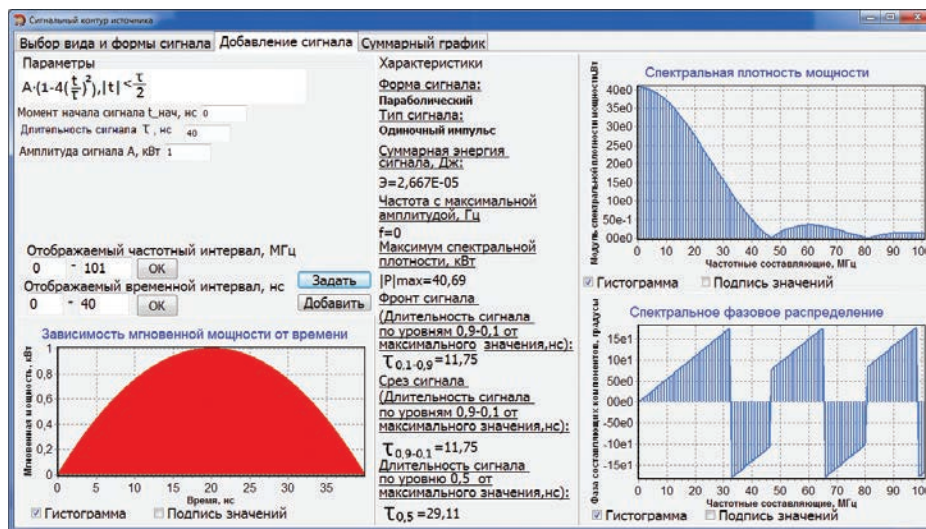 Сигнальный контур источника
Выбор вида и формы сигнала Добавление сигнала Суммарный график
Параметры
A·(1-4(t/τ)²),|t|<τ/2
Момент начала сигнала t_нач, нс 0
Длительность сигнала τ , нс 40
Амплитуда сигнала А, кВт 1
Отображаемый частотный интервал, МГц
0 - 101 OK
Отображаемый временной интервал, нс
0 - 40 OK
Задать
Добавить
Зависимость мгновенной мощности от времени
Мгновенная мощность, кВт
1
0,8
0,6
0,4
0,2
0
0 5 10 15 20 25 30 35
Время, нс
Гистограмма Подпись значений
Характеристики
Форма сигнала:
Параболический
Тип сигнала:
Одиночный импульс
Суммарная энергия
сигнала, Дж:
Э=2,667E-05
Частота с максимальной
амплитудой, Гц
f=0
Максимум спектральной
плотности, кВт
|P|max=40,69
Фронт сигнала
(Длительность сигнала
по уровням 0,9-0,1 от
максимального значения,нс):
τ0,1-0,9=11,75
Срез сигнала
(Длительность сигнала
по уровням 0,9-0,1 от
максимального значения,нс):
τ0,9-0,1=11,75
Длительность сигнала
по уровню 0,5 от
максимального значения,нс):
τ0,5=29,11
Спектральная плотность мощности
Модуль спектральной плотности мощности,Вт
40e0
35e0
30e0
25e0
20e0
15e0
10e0
50e-1
00e0
0 10 20 30 40 50 60 70 80 90 100
Частотные составляющие, МГц
Гистограмма Подпись значений
Спектральное фазовое распределение
Фаза составляющих компонентов, градусы
15e1
10e1
50e0
00e0
-50e0
-10e1
-15e1
0 10 20 30 40 50 60 70 80 90 100
Частотные составляющие, МГц
Гистограмма Подпись значений